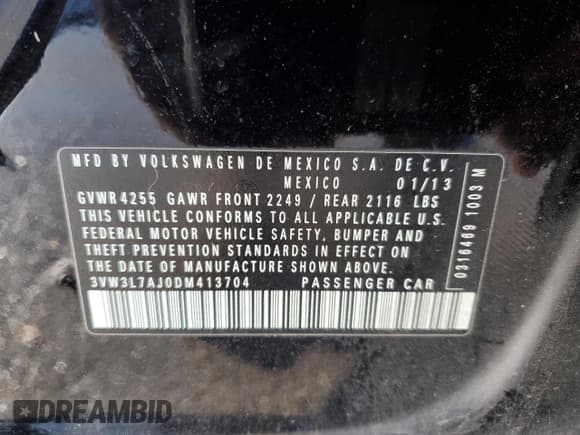 MFD BY VOLKSWAGEN DE MEXICO S.A. DE C.V.
MEXICO 01/13
GVWR 4255 GAWR FRONT 2249 / REAR 2116 LBS
THIS VEHICLE CONFORMS TO ALL APPLICABLE U.S.
FEDERAL MOTOR VEHICLE SAFETY, BUMPER AND
THEFT PREVENTION STANDARDS IN EFFECT ON
THE DATE OF MANUFACTURE SHOWN ABOVE
3VW3L7AJ0DM413704 PASSENGER CAR
0316469 1003 M
DREAMBID